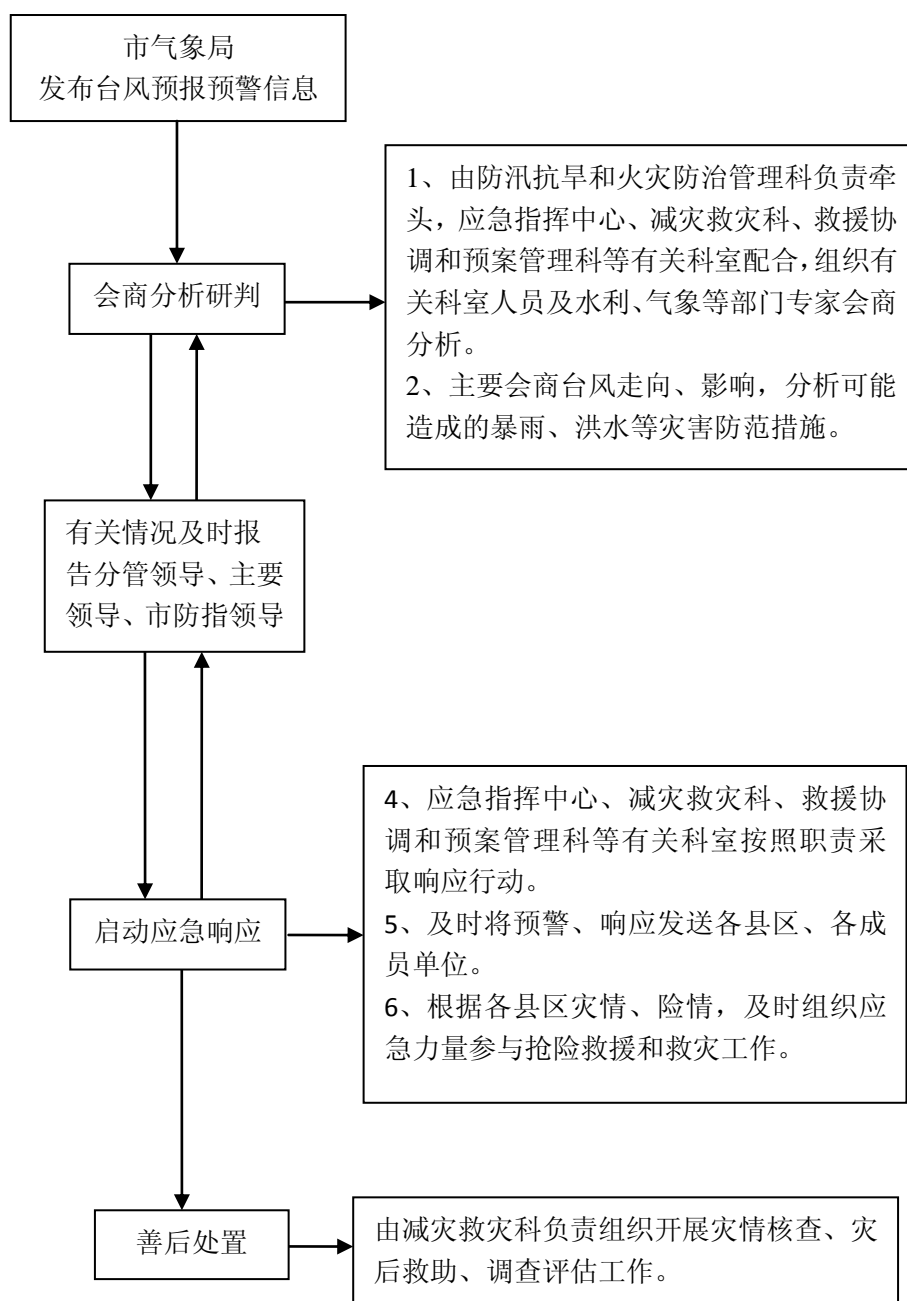 市气象局
发布台风预报预警信息
1、由防汛抗旱和火灾防治管理科负责牵
头，应急指挥中心、减灾救灾科、救援协
调和预案管理科等有关科室配合，组织有
关科室人员及水利、气象等部门专家会商
分析。
2、主要会商台风走向、影响，分析可能
造成的暴雨、洪水等灾害防范措施。
会商分析研判
有关情况及时报
告分管领导、主要
领导、市防指领导
4、应急指挥中心、减灾救灾科、救援协
调和预案管理科等有关科室按照职责采
取响应行动。
5、及时将预警、响应发送各县区、各成
员单位。
6、根据各县区灾情、险情，及时组织应
急力量参与抢险救援和救灾工作。
启动应急响应
善后处置
由减灾救灾科负责组织开展灾情核查、灾
后救助、调查评估工作。